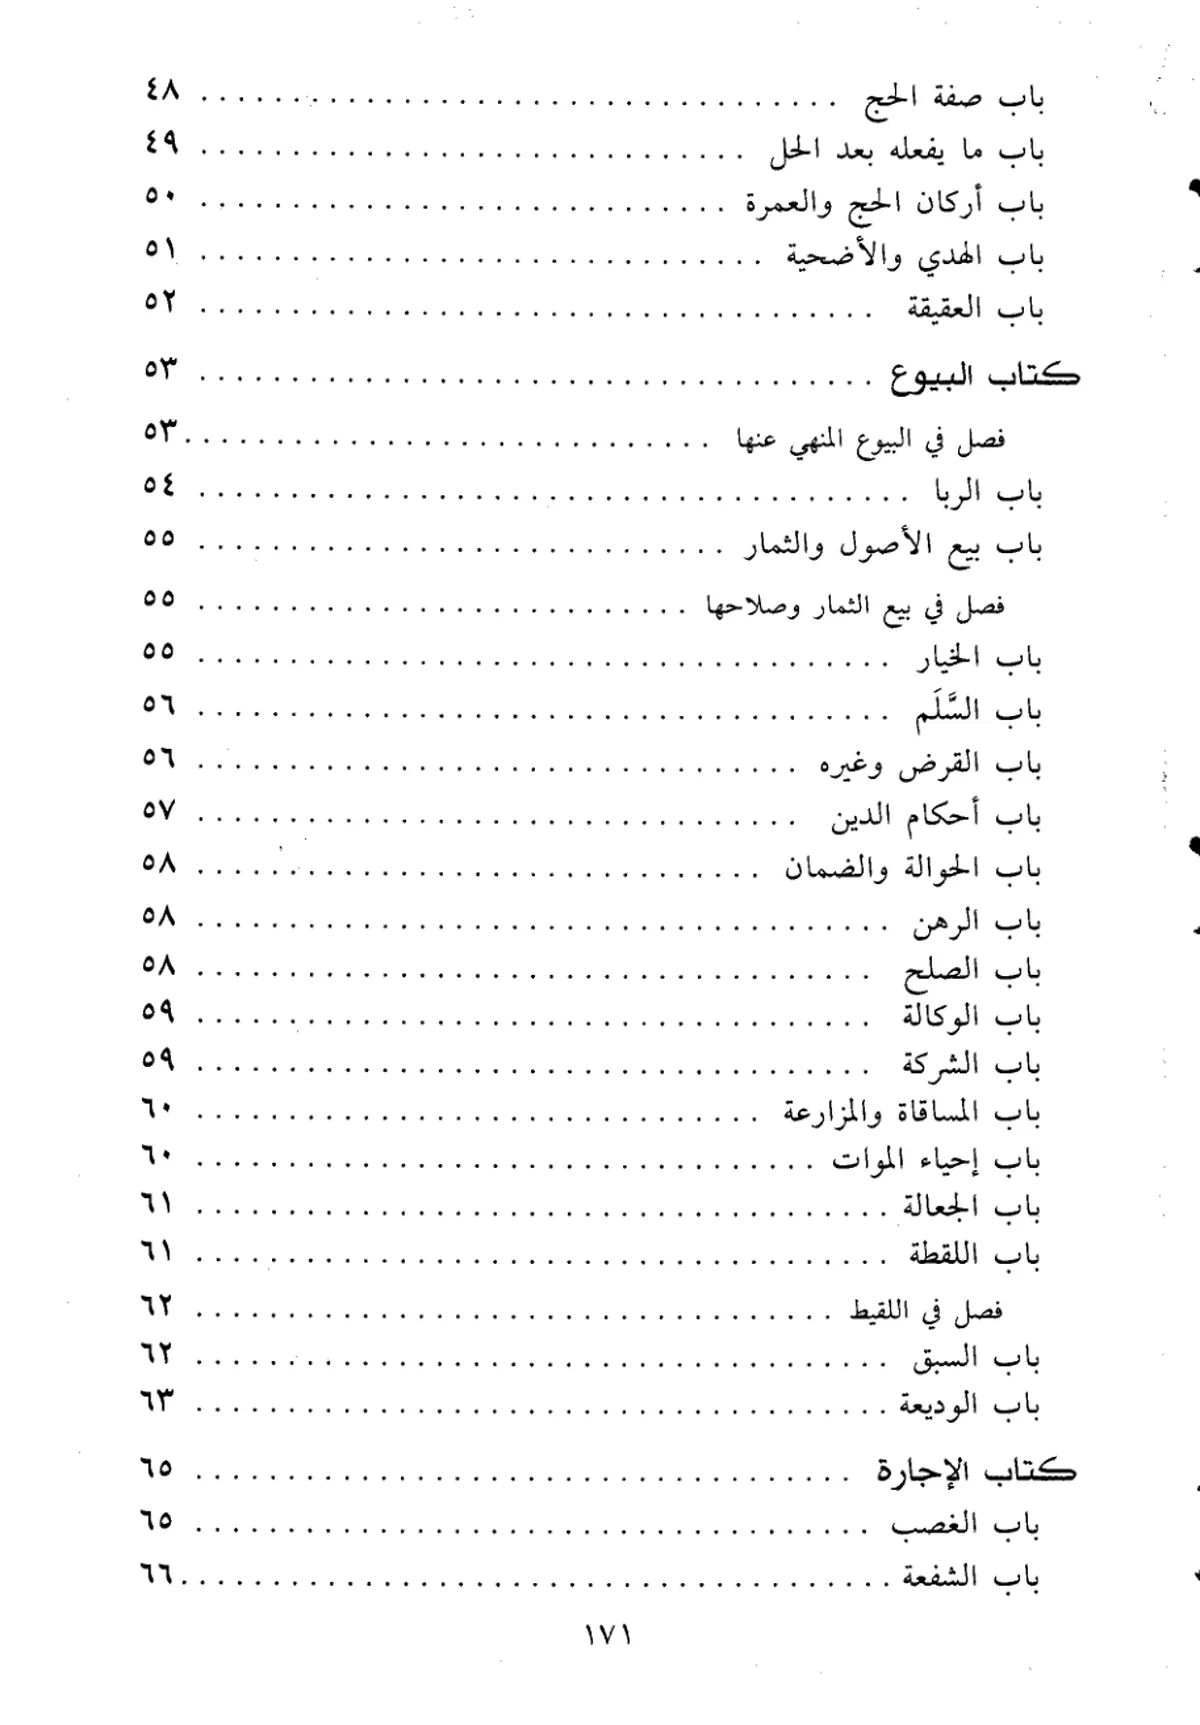 باب صفة الحج . . . . . . . . . . . . . . . . . . . . . . . . . . . . . . . . . . . ٤٨
باب ما يفعله بعد الحل . . . . . . . . . . . . . . . . . . . . . . . . . . . . . . ٤٩
باب أركان الحج والعمرة . . . . . . . . . . . . . . . . . . . . . . . . . . . . . ٥٠
باب الهدي والأضحية . . . . . . . . . . . . . . . . . . . . . . . . . . . . . . . ٥١
باب العقيقة . . . . . . . . . . . . . . . . . . . . . . . . . . . . . . . . . . . . . ٥٢
كتاب البيوع . . . . . . . . . . . . . . . . . . . . . . . . . . . . . . . . . . . . . ٥٣
فصل في البيوع المنهي عنها . . . . . . . . . . . . . . . . . . . . . . . . . . . . . ٥٣
باب الربا . . . . . . . . . . . . . . . . . . . . . . . . . . . . . . . . . . . . . . . ٥٤
باب بيع الأصول والثمار . . . . . . . . . . . . . . . . . . . . . . . . . . . . . ٥٥
فصل في بيع الثمار وصلاحها . . . . . . . . . . . . . . . . . . . . . . . . . . . ٥٥
باب الخيار . . . . . . . . . . . . . . . . . . . . . . . . . . . . . . . . . . . . . . ٥٥
باب السَّلَم . . . . . . . . . . . . . . . . . . . . . . . . . . . . . . . . . . . . . . ٥٦
باب القرض وغيره . . . . . . . . . . . . . . . . . . . . . . . . . . . . . . . . . ٥٦
باب أحكام الدين . . . . . . . . . . . . . . . . . . . . . . . . . . . . . . . . . ٥٧
باب الحوالة والضمان . . . . . . . . . . . . . . . . . . . . . . . . . . . . . . . ٥٨
باب الرهن . . . . . . . . . . . . . . . . . . . . . . . . . . . . . . . . . . . . . . ٥٨
باب الصلح . . . . . . . . . . . . . . . . . . . . . . . . . . . . . . . . . . . . . ٥٨
باب الوكالة . . . . . . . . . . . . . . . . . . . . . . . . . . . . . . . . . . . . . ٥٩
باب الشركة . . . . . . . . . . . . . . . . . . . . . . . . . . . . . . . . . . . . . ٥٩
باب المساقاة والمزارعة . . . . . . . . . . . . . . . . . . . . . . . . . . . . . . . ٦٠
باب إحياء الموات . . . . . . . . . . . . . . . . . . . . . . . . . . . . . . . . . . ٦٠
باب الجعالة . . . . . . . . . . . . . . . . . . . . . . . . . . . . . . . . . . . . . . ٦١
باب اللقطة . . . . . . . . . . . . . . . . . . . . . . . . . . . . . . . . . . . . . . ٦١
فصل في اللقيط . . . . . . . . . . . . . . . . . . . . . . . . . . . . . . . . . . . ٦٢
باب السبق . . . . . . . . . . . . . . . . . . . . . . . . . . . . . . . . . . . . . . ٦٢
باب الوديعة . . . . . . . . . . . . . . . . . . . . . . . . . . . . . . . . . . . . . . ٦٣
كتاب الإجارة . . . . . . . . . . . . . . . . . . . . . . . . . . . . . . . . . . . . ٦٥
باب الغصب . . . . . . . . . . . . . . . . . . . . . . . . . . . . . . . . . . . . . ٦٥
باب الشفعة . . . . . . . . . . . . . . . . . . . . . . . . . . . . . . . . . . . . . . ٦٦
١٧١